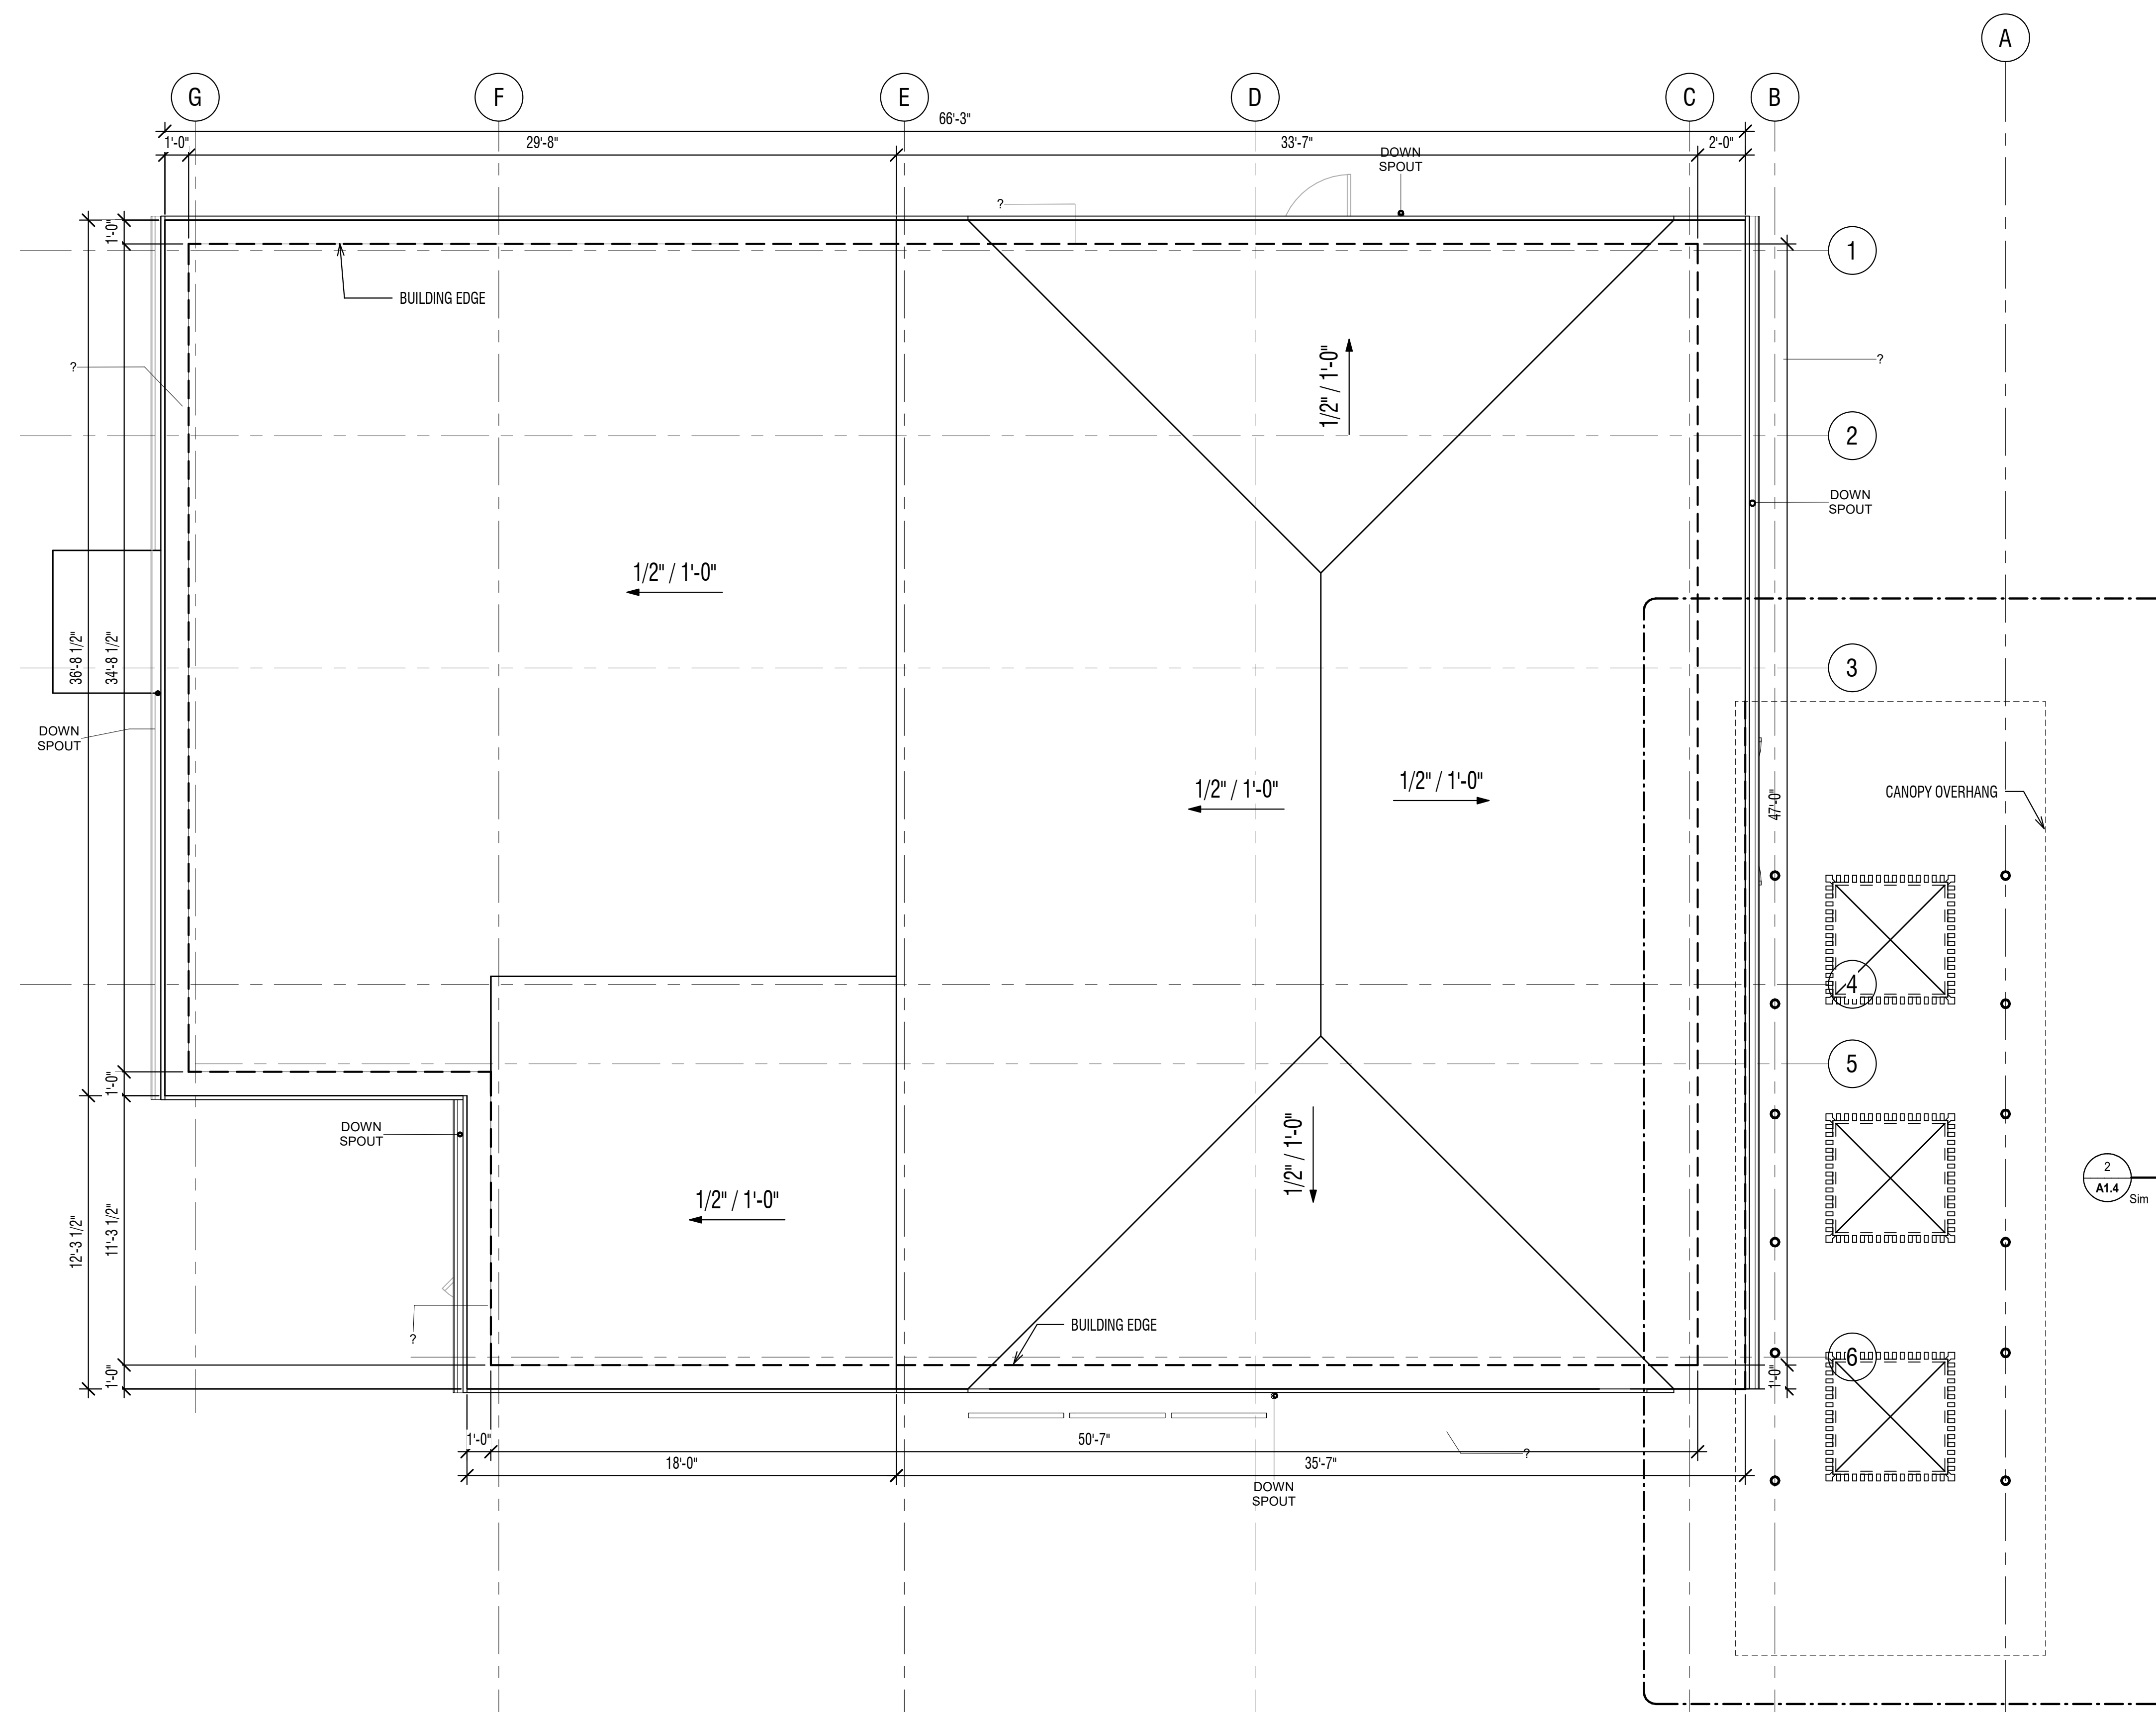 A
G
F
E
D
C
B
66'-3"
1'-0"
29'-8"
33'-7"
2'-0"
DOWN
SPOUT
?
1'-0"
1
BUILDING EDGE
1/2" / 1'-0"
?
?
2
DOWN
SPOUT
1/2" / 1'-0"
36'-8 1/2"
34'-8 1/2"
3
DOWN
SPOUT
1/2" / 1'-0"
1/2" / 1'-0"
47'-0"
CANOPY OVERHANG
4
5
1'-0"
DOWN
SPOUT
1/2" / 1'-0"
1/2" / 1'-0"
2
A1.4
Sim
12'-3 1/2"
11'-3 1/2"
?
BUILDING EDGE
6
1'-0"
1'-0"
1'-0"
50'-7"
?
18'-0"
35'-7"
DOWN
SPOUT